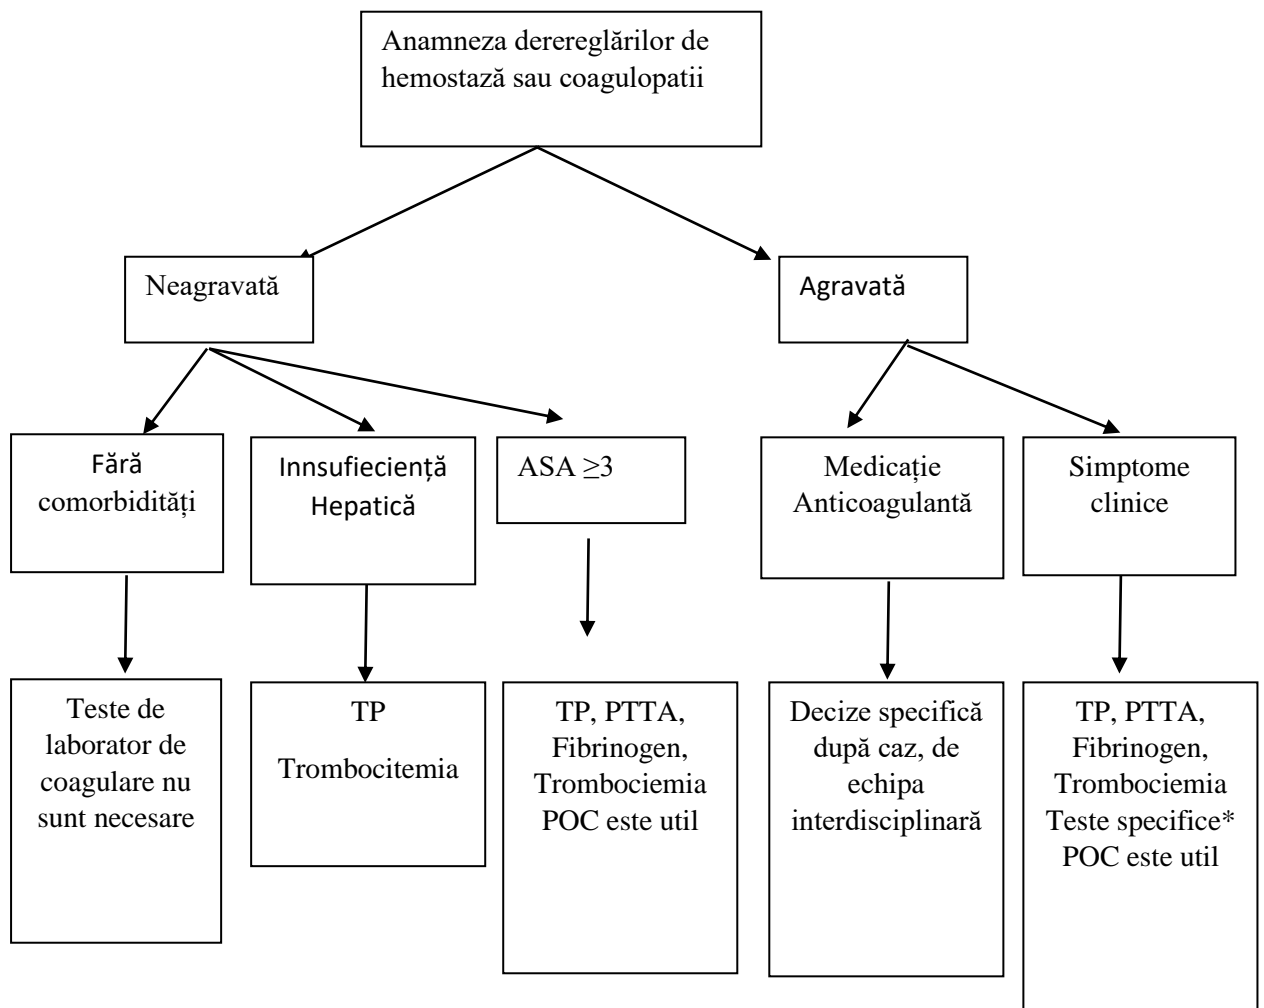 Anamneza derereglărilor de
hemostază sau coagulopatii
Neagravată
Agravată
Fără
comorbidități
Innsufieciență
Hepatică
ASA ≥3
Medicație
Anticoagulantă
Simptome
clinice
Teste de
laborator de
coagulare nu
sunt necesare
TP
Trombocitemia
TP, PTTA,
Fibrinogen,
Trombociemia
POC este util
Decize specifică
după caz, de
echipa
interdisciplinară
TP, PTTA,
Fibrinogen,
Trombociemia
Teste specifice*
POC este util